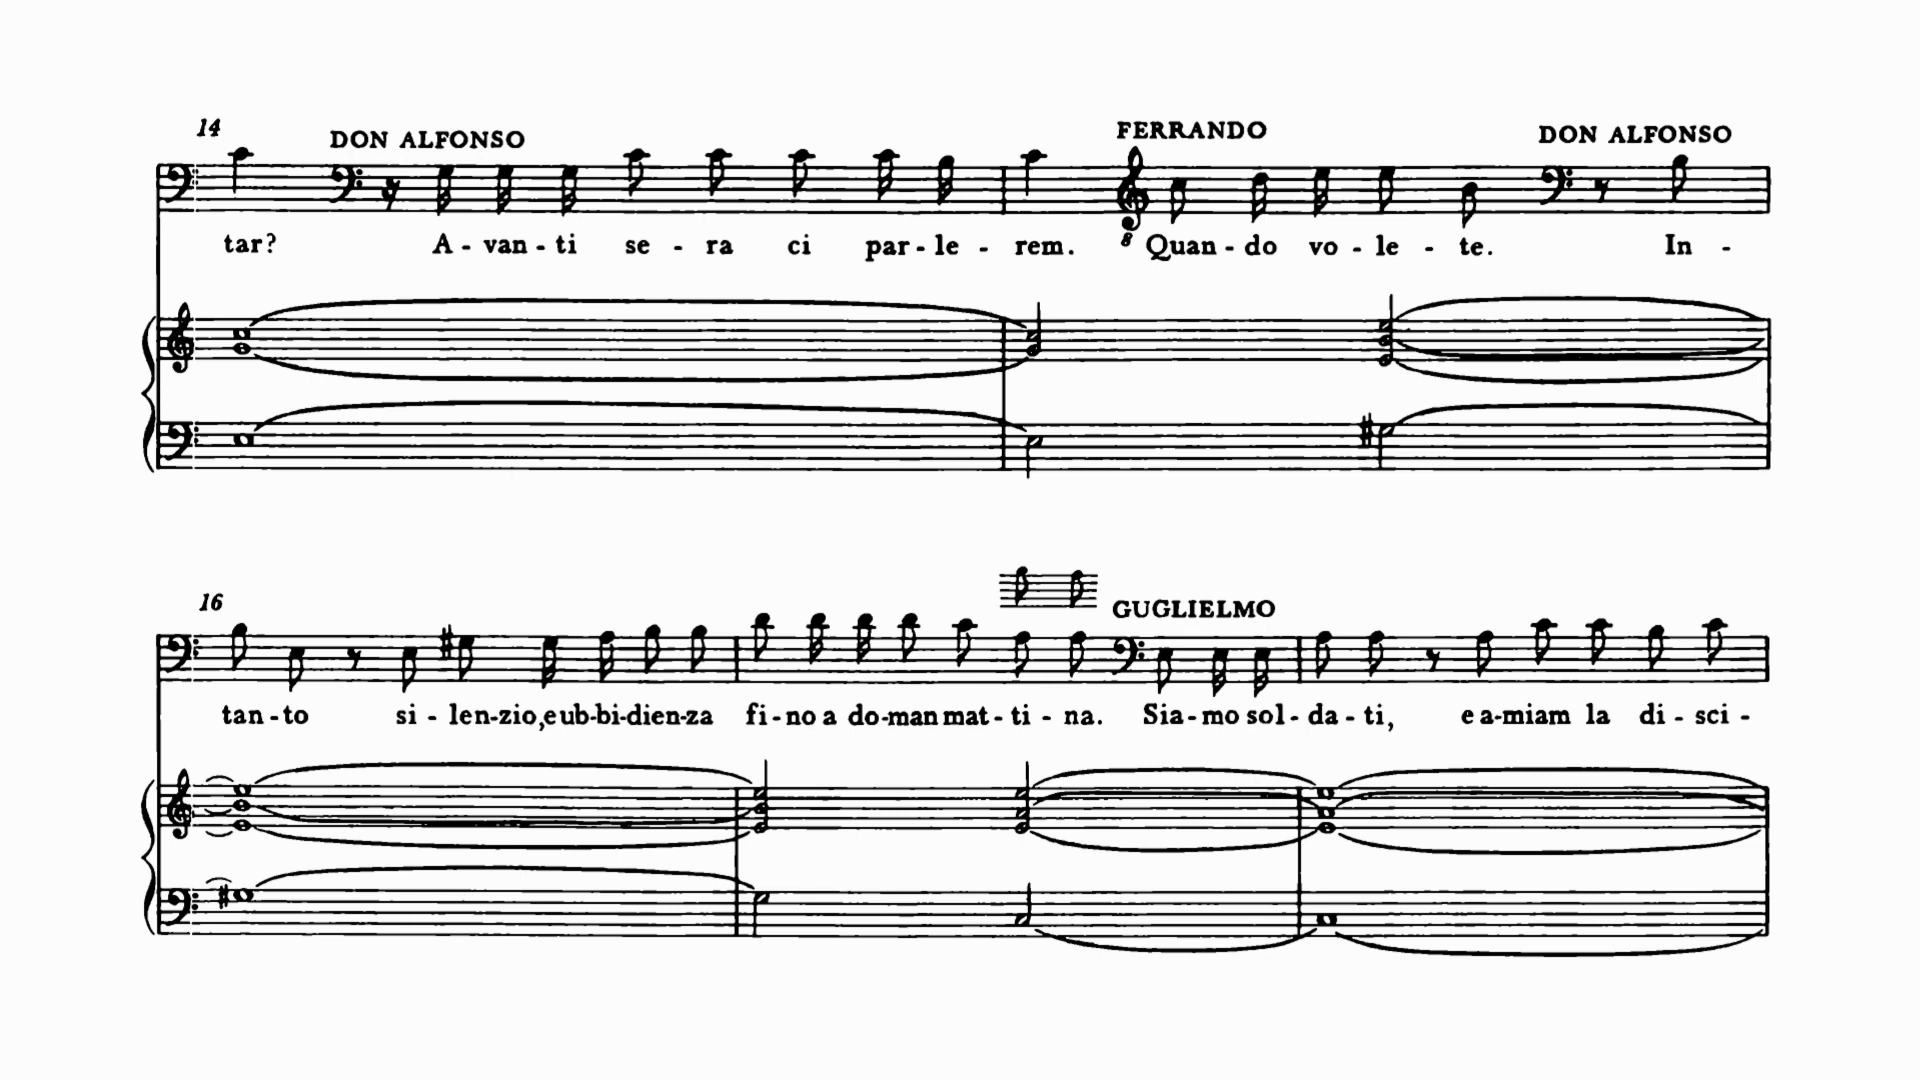 14 DON ALFONSO FERRANDO DON ALFONSO
tar? A - van - ti se - ra ci par - le - rem. 8 Quan - do vo - le - te. In -
16 GUGLIELMO
tan - to si - len-zio,eub-bi-dien-za fi - no a do-man mat - ti - na. Sia - mo sol - da - ti, e a-miam la di - sci -